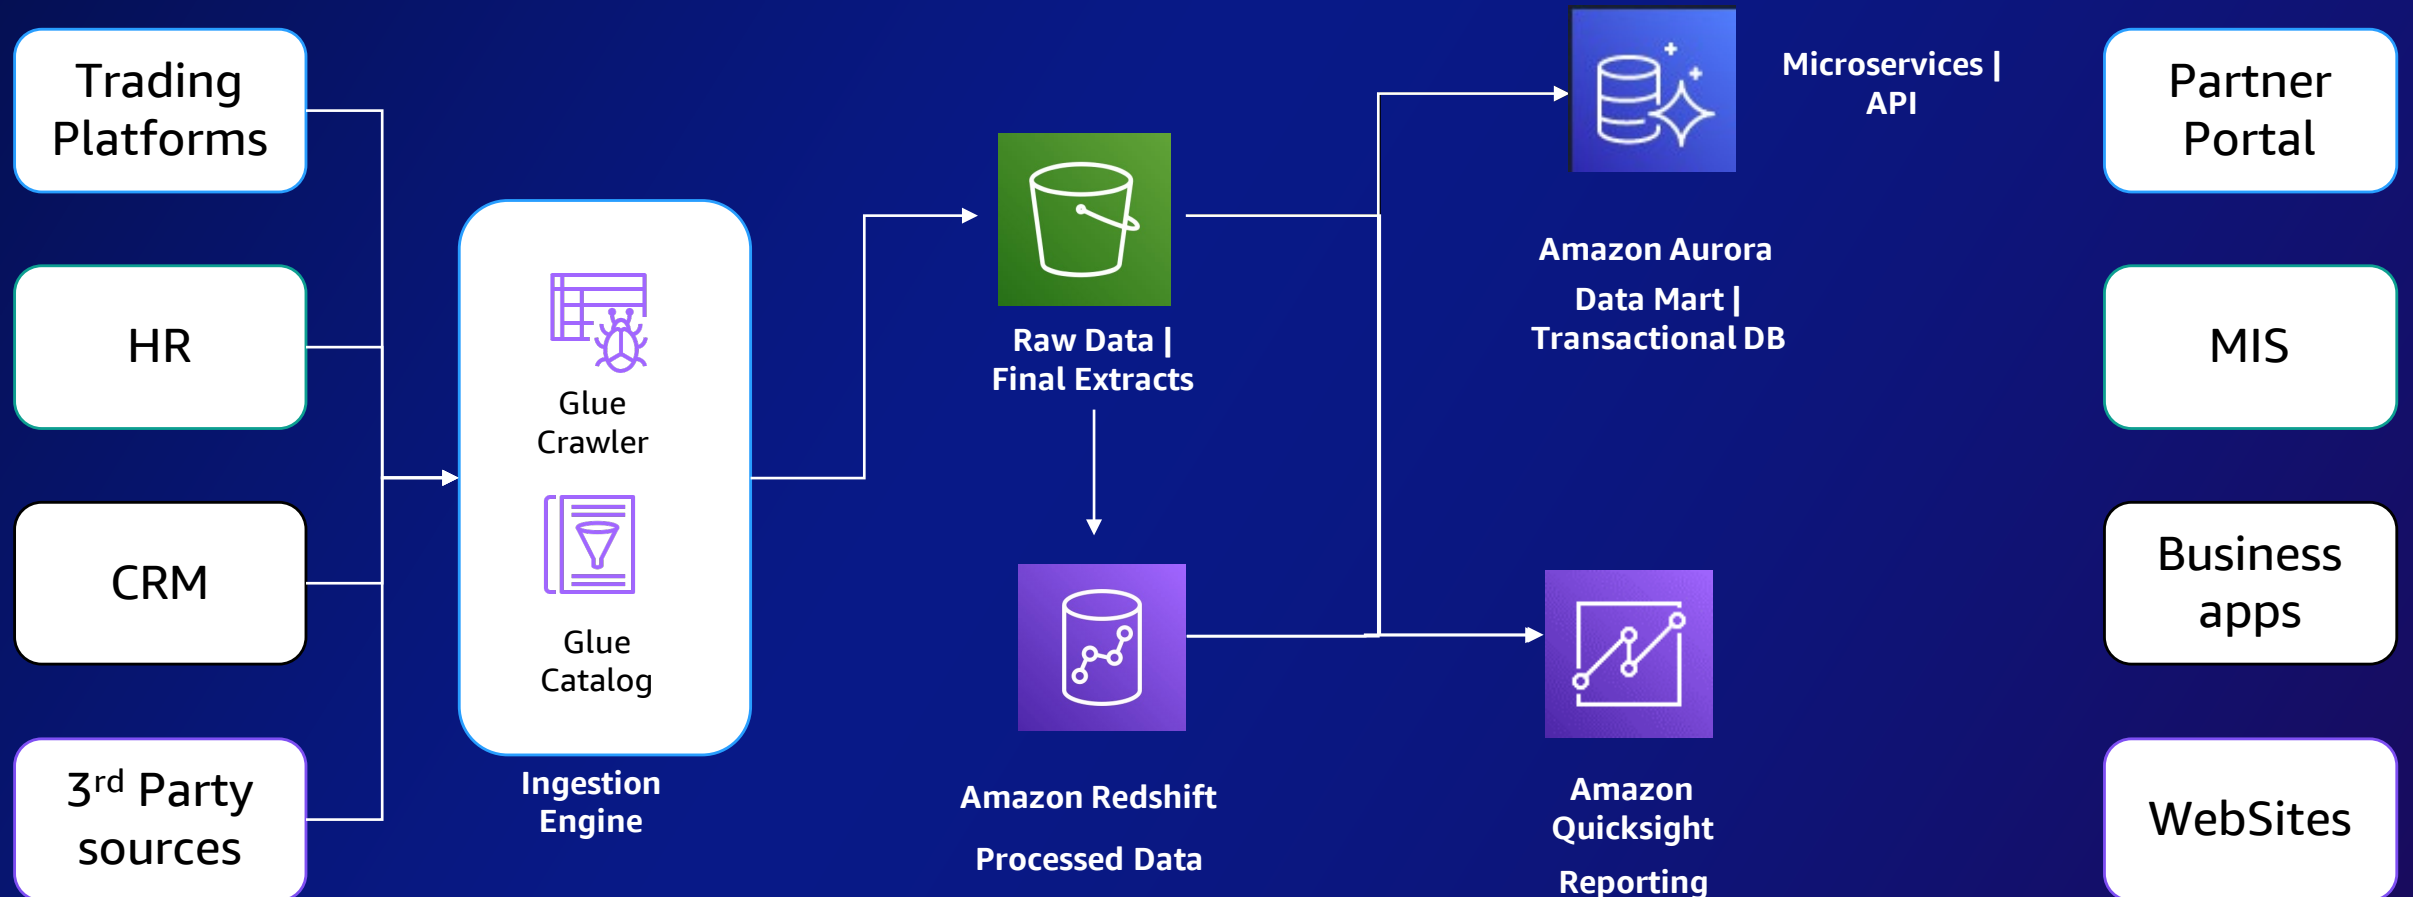 Trading
Platforms
HR
CRM
3rd Party
sources
Glue
Crawler
Glue
Catalog
Ingestion
Engine
Raw Data |
Final Extracts
Amazon Redshift
Processed Data
Microservices |
API
Amazon Aurora
Data Mart |
Transactional DB
Amazon
Quicksight
Reporting
Partner
Portal
MIS
Business
apps
WebSites